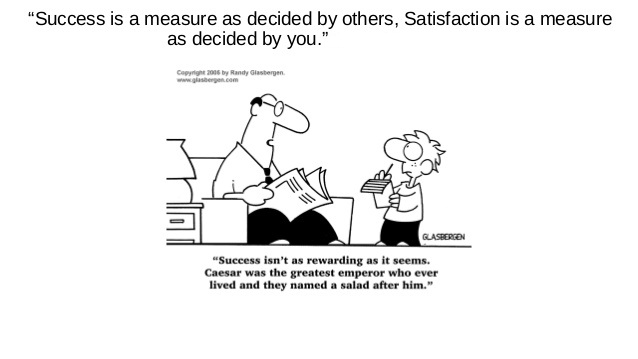 “Success is a measure as decided by others, Satisfaction is a measure
as decided by you.”
Copyright 2008 by Randy Glasbergen.
www.glasbergen.com
GLASBERGEN
“Success isn’t as rewarding as it seems.
Caesar was the greatest emperor who ever
lived and they named a salad after him.”